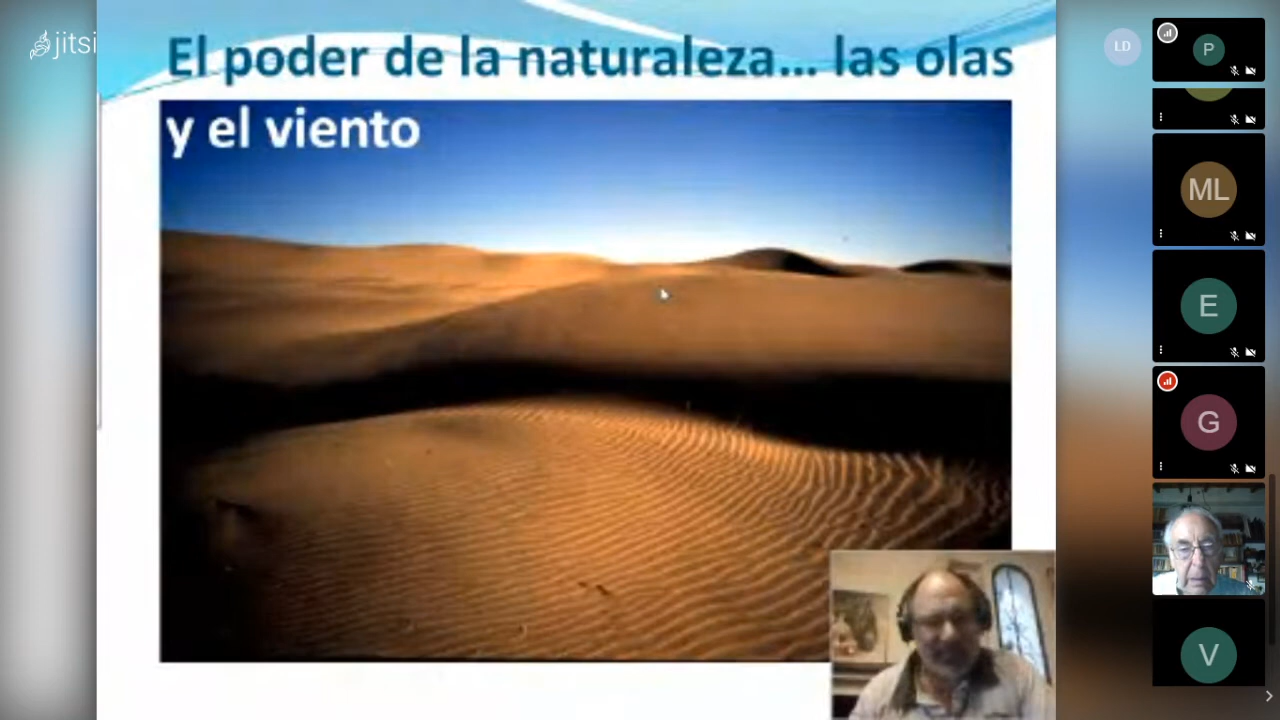 jitsi
El poder de la naturaleza... las olas
y el viento
LD
P
ML
E
G
V